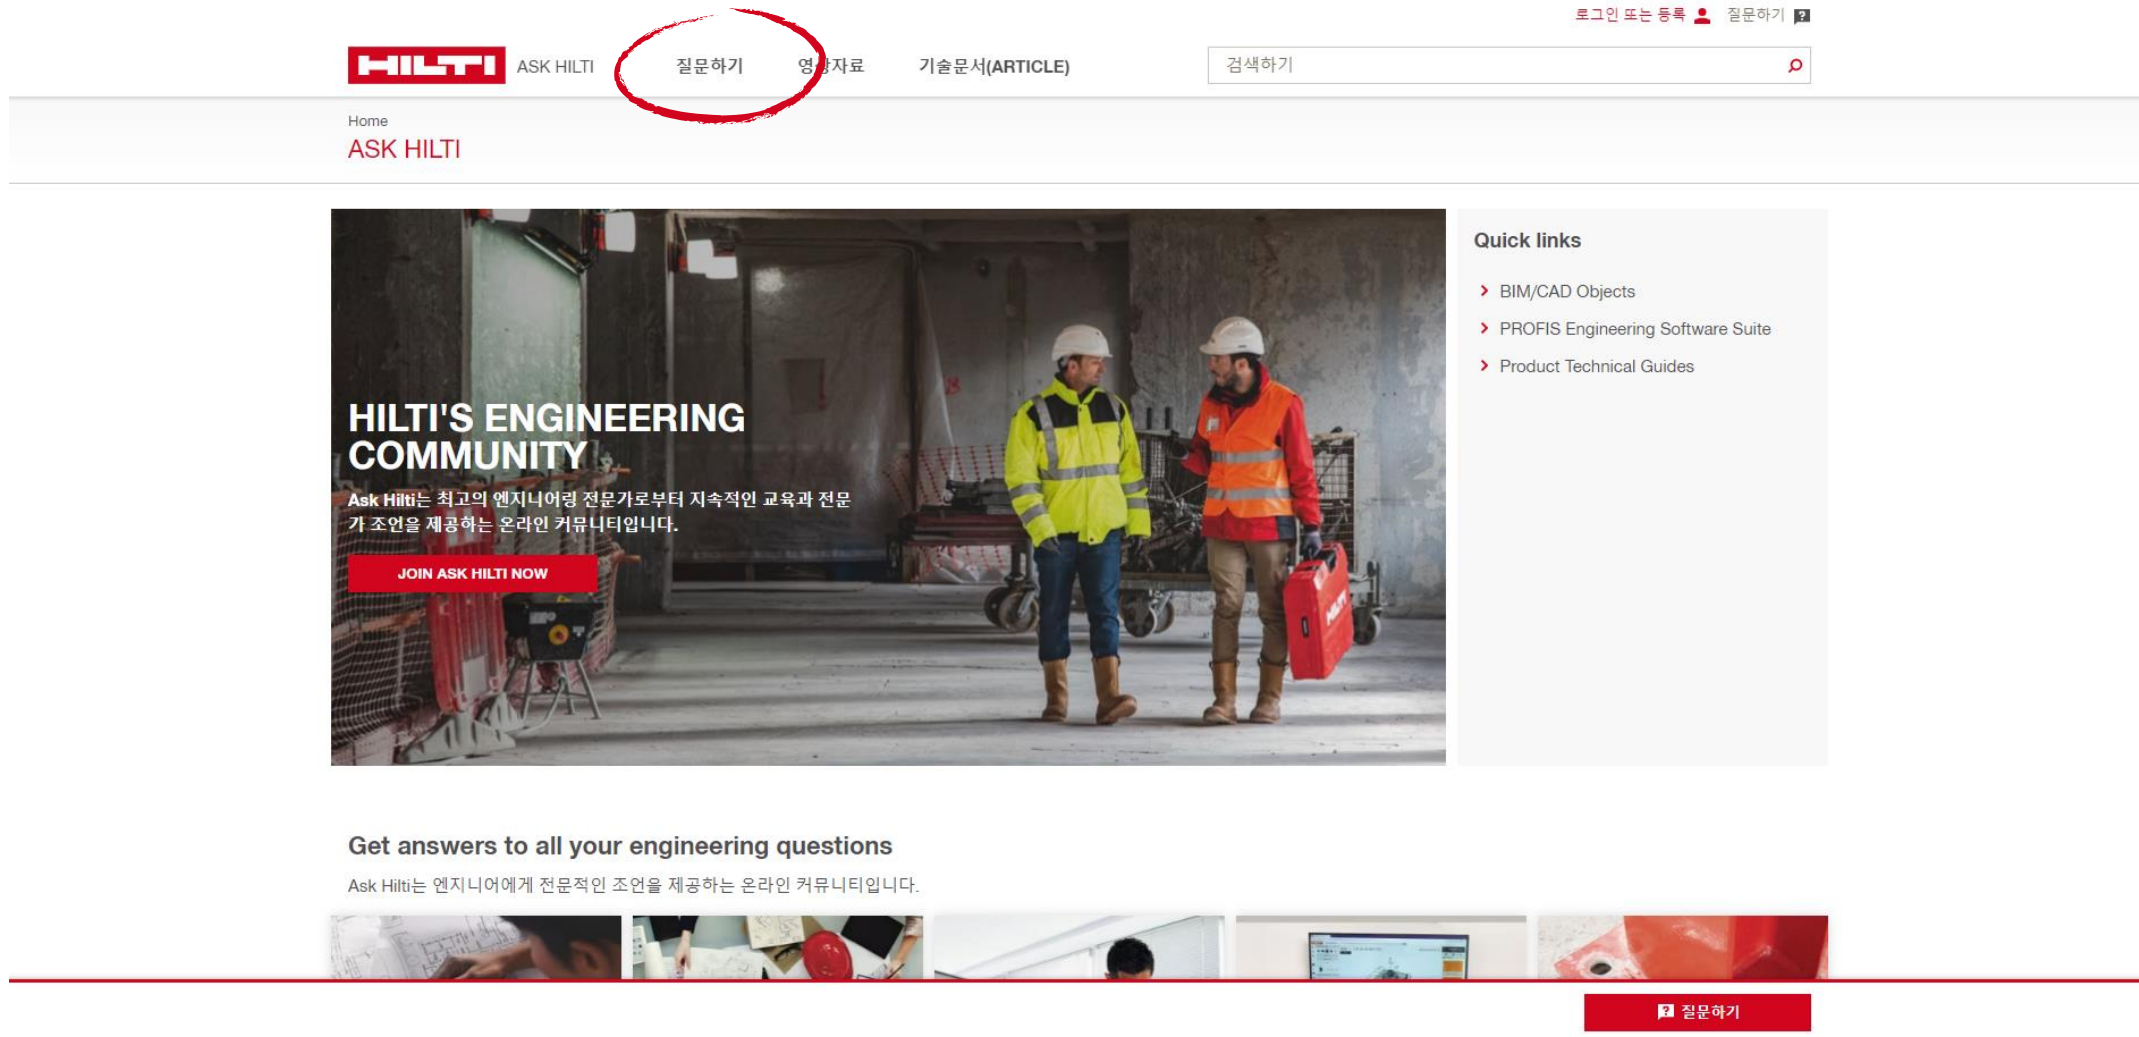 로그인 또는 등록 질문하기
HILTI ASK HILTI 질문하기 영상자료 기술문서(ARTICLE) 검색하기
Home
ASK HILTI
Quick links
BIM/CAD Objects
PROFIS Engineering Software Suite
Product Technical Guides
HILTI'S ENGINEERING
COMMUNITY
Ask Hilti는 최고의 엔지니어링 전문가로부터 지속적인 교육과 전문
가 조언을 제공하는 온라인 커뮤니티입니다.
JOIN ASK HILTI NOW
HILTI
Get answers to all your engineering questions
Ask Hilti는 엔지니어에게 전문적인 조언을 제공하는 온라인 커뮤니티입니다.
질문하기